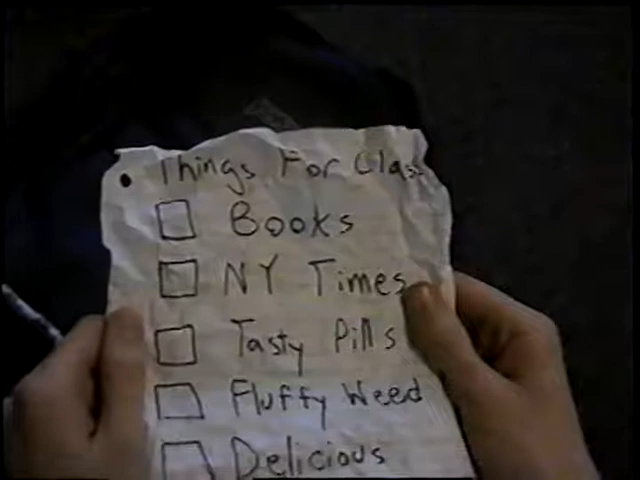 Things For Class
Books
NY Times
Tasty Pills
Fluffy Weed
Delicious